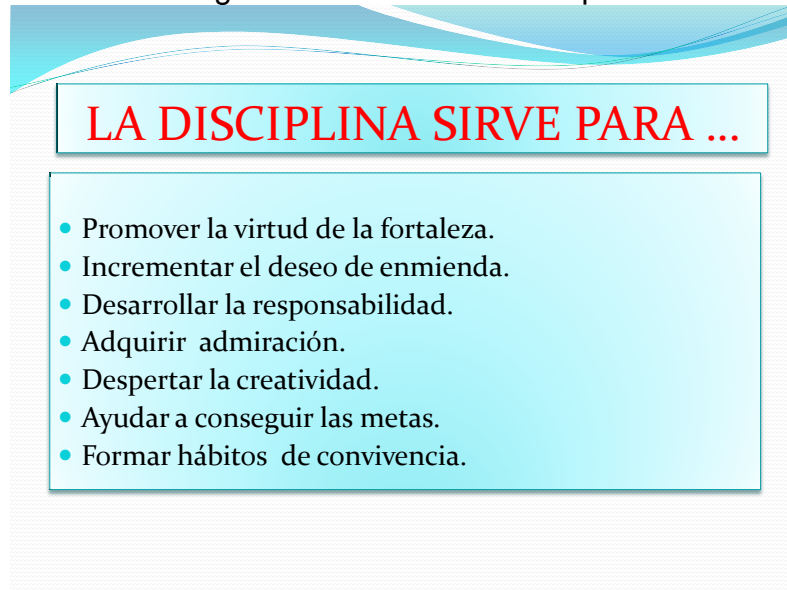 LA DISCIPLINA SIRVE PARA ...
• Promover la virtud de la fortaleza.
• Incrementar el deseo de enmienda.
• Desarrollar la responsabilidad.
• Adquirir admiración.
• Despertar la creatividad.
• Ayudar a conseguir las metas.
• Formar hábitos de convivencia.